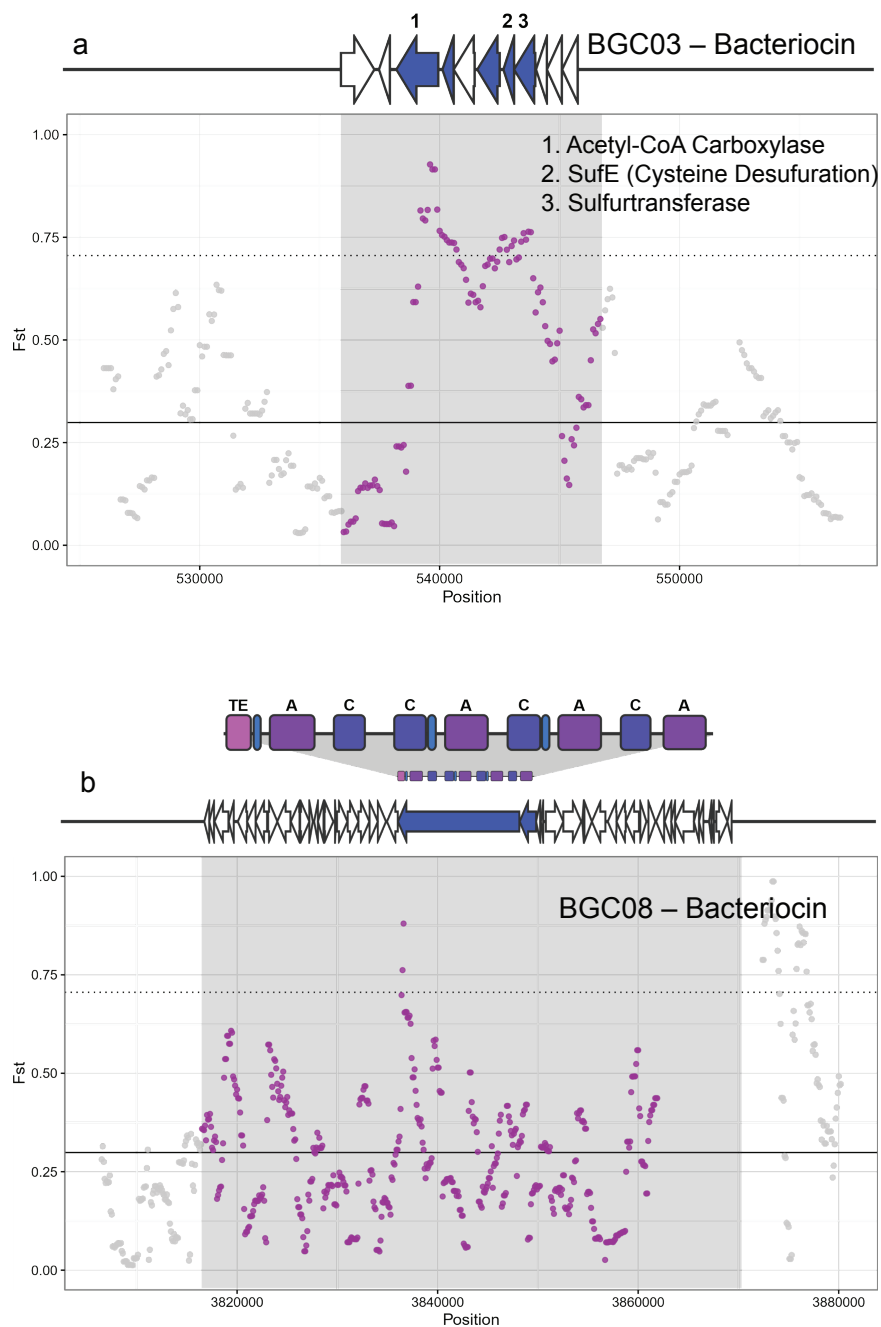 1 2 3
a
BGC03 – Bacteriocin
1. Acetyl-CoA Carboxylase
2. SufE (Cysteine Desufuration)
3. Sulfurtransferase
1.00
0.75
0.50
0.25
0.00
Fst
530000 540000 550000
Position
TE A C C A C A C A
b
BGC08 – Bacteriocin
1.00
0.75
0.50
0.25
0.00
Fst
3820000 3840000 3860000 3880000
Position